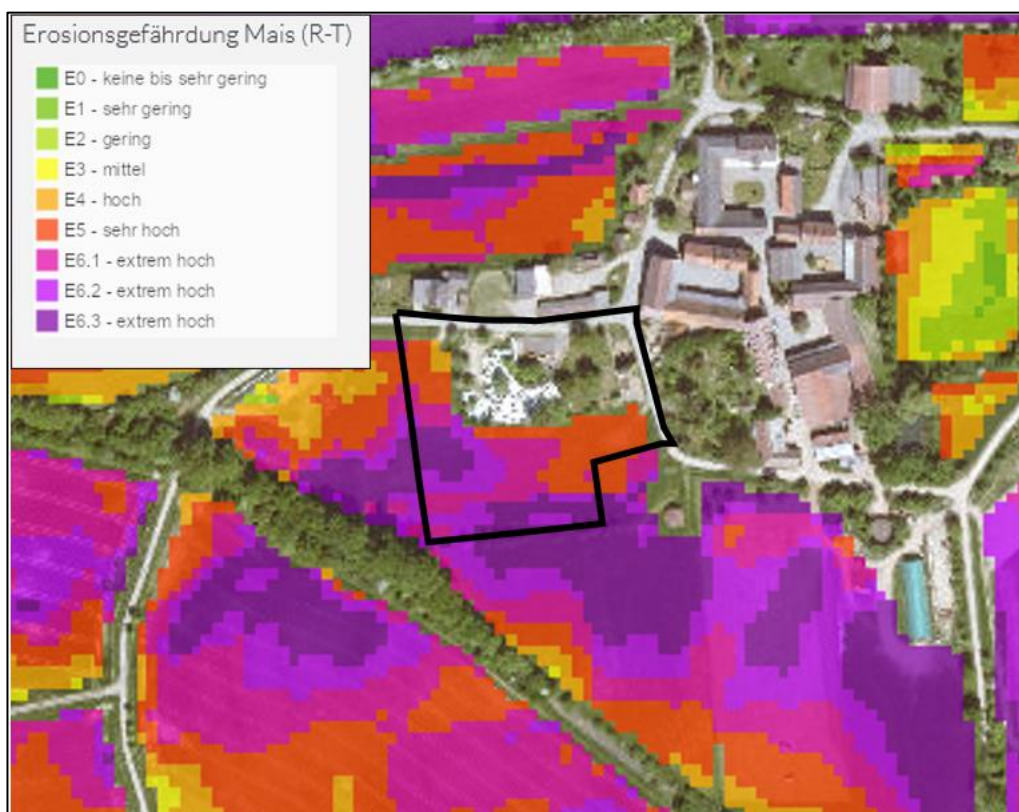 Erosionsgefährdung Mais (R-T)
E0 - keine bis sehr gering
E1 - sehr gering
E2 - gering
E3 - mittel
E4 - hoch
E5 - sehr hoch
E6.1 - extrem hoch
E6.2 - extrem hoch
E6.3 - extrem hoch